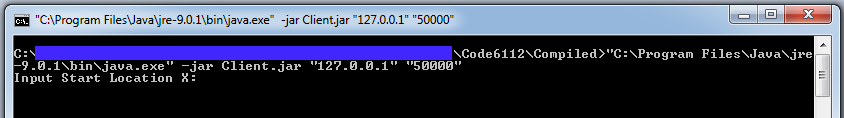 "C:\Program Files\Java\jre-9.0.1\bin\java.exe"  -jar Client.jar "127.0.0.1" "50000"
C:\ \Code6112\Compiled>"C:\Program Files\Java\jre
-9.0.1\bin\java.exe" -jar Client.jar "127.0.0.1" "50000"
Input Start Location X: